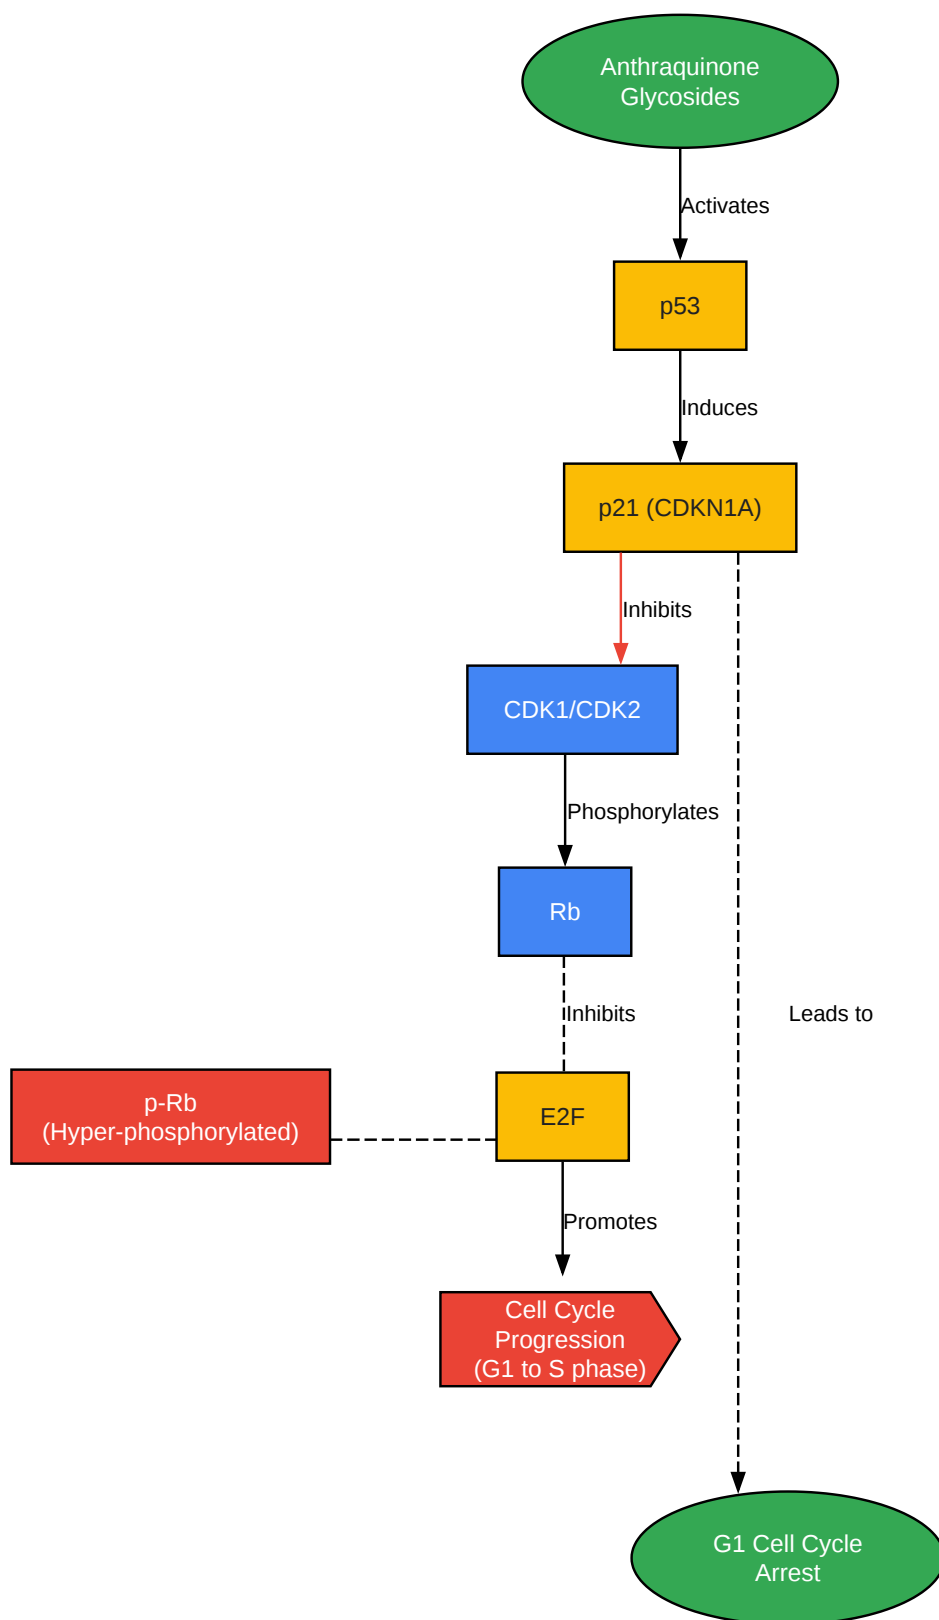 Anthraquinone
Glycosides
Activates
p53
Induces
p21 (CDKN1A)
Inhibits
CDK1/CDK2
Phosphorylates
Rb
Inhibits
Leads to
p-Rb
(Hyper-phosphorylated)
E2F
Promotes
Cell Cycle
Progression
(G1 to S phase)
G1 Cell Cycle
Arrest